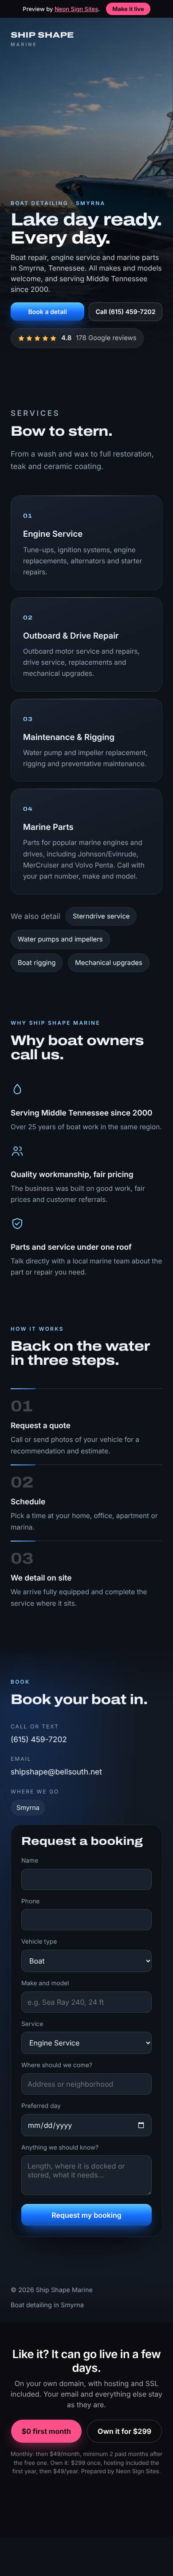 Preview by Neon Sign Sites. Make it live
SHIP SHAPE
MARINE
BOAT DETAILING · SMYRNA
Lake day ready.
Every day.
Boat repair, engine service and marine parts
in Smyrna, Tennessee. All makes and models
welcome, and serving Middle Tennessee
since 2000.
Book a detail
Call (615) 459-7202
★★★★★ 4.8 178 Google reviews
SERVICES
Bow to stern.
From a wash and wax to full restoration,
teak and ceramic coating.
01
Engine Service
Tune-ups, ignition systems, engine
replacements, alternators and starter
repairs.
02
Outboard & Drive Repair
Outboard motor service and repairs,
drive service, replacements and
mechanical upgrades.
03
Maintenance & Rigging
Water pump and impeller replacement,
rigging and preventative maintenance.
04
Marine Parts
Parts for popular marine engines and
drives, including Johnson/Evinrude,
MerCruiser and Volvo Penta. Call with
your part number, make and model.
We also detail Sterndrive service
Water pumps and impellers
Boat rigging Mechanical upgrades
WHY SHIP SHAPE MARINE
Why boat owners
call us.
Serving Middle Tennessee since 2000
Over 25 years of boat work in the same region.
Quality workmanship, fair pricing
The business was built on good work, fair
prices and customer referrals.
Parts and service under one roof
Talk directly with a local marine team about the
part or repair you need.
HOW IT WORKS
Back on the water
in three steps.
01
Request a quote
Call or send photos of your vehicle for a
recommendation and estimate.
02
Schedule
Pick a time at your home, office, apartment or
marina.
03
We detail on site
We arrive fully equipped and complete the
service where it sits.
BOOK
Book your boat in.
CALL OR TEXT
(615) 459-7202
EMAIL
shipshape@bellsouth.net
WHERE WE GO
Smyrna
Request a booking
Name
Phone
Vehicle type
Boat
Make and model
e.g. Sea Ray 240, 24 ft
Service
Engine Service
Where should we come?
Address or neighborhood
Preferred day
mm/dd/yyyy
Anything we should know?
Length, where it is docked or
stored, what it needs...
Request my booking
© 2026 Ship Shape Marine
Boat detailing in Smyrna
Like it? It can go live in a few
days.
On your own domain, with hosting and SSL
included. Your email and everything else stay
as they are.
$0 first month
Own it for $299
Monthly: then $49/month, minimum 2 paid months after
the free one. Own it: $299 once, hosting included the
first year, then $49/year. Prepared by Neon Sign Sites.